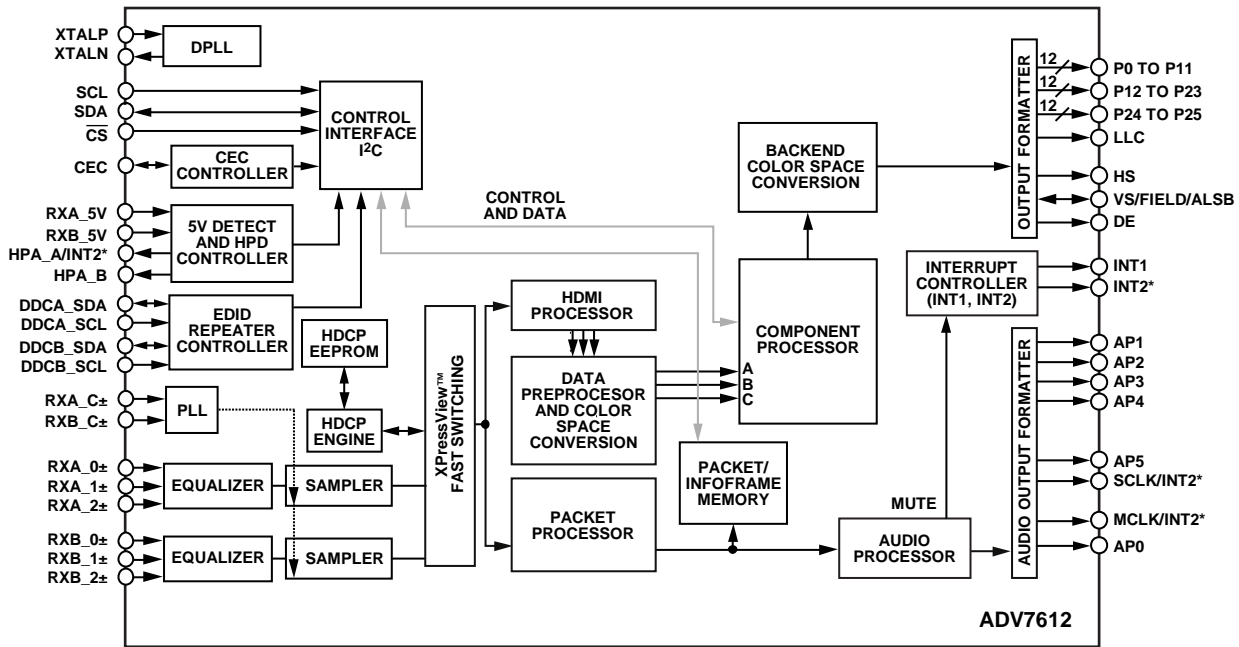 XTALP
XTALN
DPLL
SCL
SDA
CS
CEC
CEC
CONTROLLER
CONTROL
INTERFACE
I2C
RXA_5V
RXB_5V
HPA_A/INT2*
HPA_B
5V DETECT
AND HPD
CONTROLLER
DDCA_SDA
DDCA_SCL
DDCB_SDA
DDCB_SCL
EDID
REPEATER
CONTROLLER
HDCP
EEPROM
HDCP
ENGINE
RXA_C±
RXB_C±
PLL
RXA_0±
RXA_1±
RXA_2±
EQUALIZER
SAMPLER
RXB_0±
RXB_1±
RXB_2±
EQUALIZER
SAMPLER
XPressView™
FAST SWITCHING
CONTROL
AND DATA
HDMI
PROCESSOR
DATA
PREPROCESOR
AND COLOR
SPACE
CONVERSION
PACKET
PROCESSOR
A
B
C
COMPONENT
PROCESSOR
BACKEND
COLOR SPACE
CONVERSION
PACKET/
INFOFRAME
MEMORY
MUTE
AUDIO
PROCESSOR
INTERRUPT
CONTROLLER
(INT1, INT2)
OUTPUT FORMATTER
12
12
12
P0 TO P11
P12 TO P23
P24 TO P25
LLC
HS
VS/FIELD/ALSB
DE
INT1
INT2*
AUDIO OUTPUT FORMATTER
AP1
AP2
AP3
AP4
AP5
SCLK/INT2*
MCLK/INT2*
AP0
ADV7612